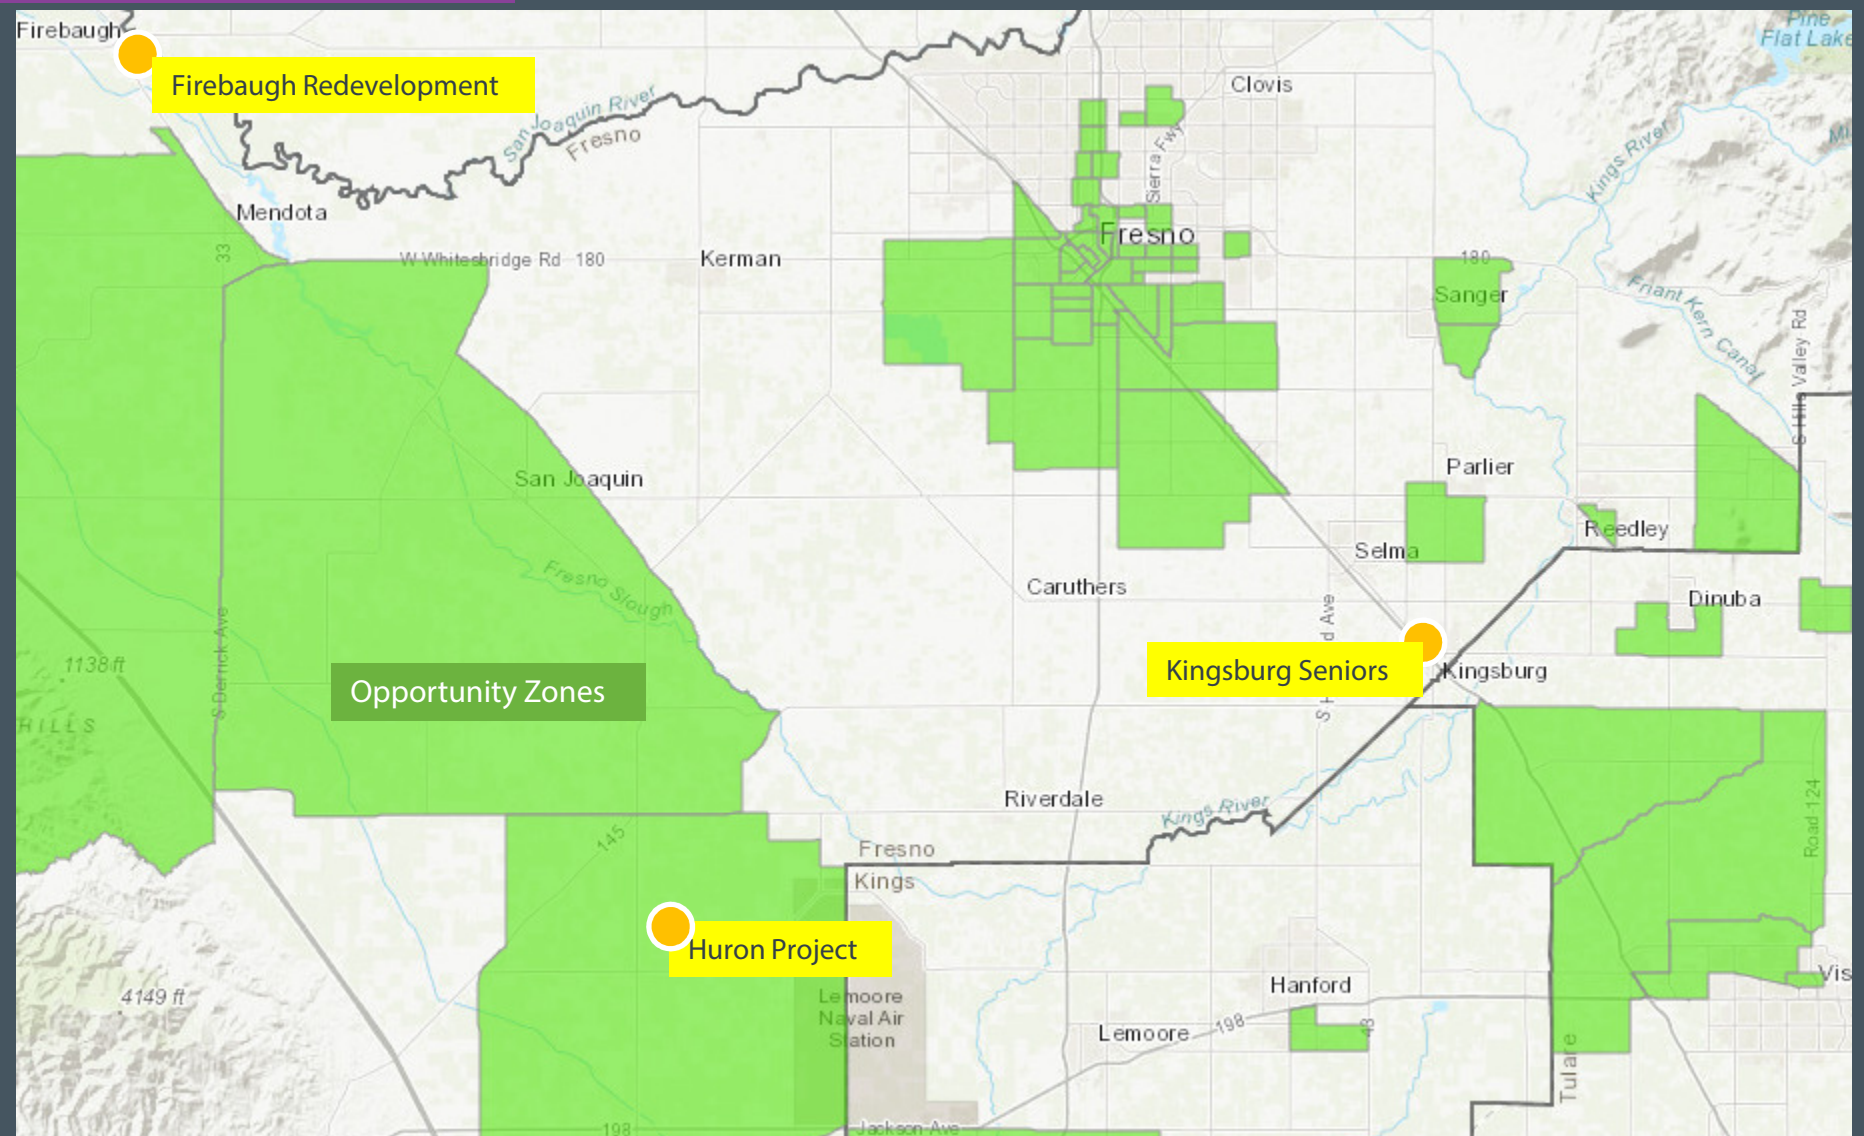 Firebaugh
Firebaugh Redevelopment
San Joaquin River
Fresno
Clovis
Pine
Flat Lake
Kings River
Sierra Fwy
Mendota
33
W Whitesbridge Rd 180
Kerman
Fresno
180
Sanger
Friant Kern Canal
S Hills Valley Rd
San Joaquin
Parlier
Reedley
Selma
Fresno Slough
Caruthers
Dinuba
S Derrick Ave
1138 ft
HILLS
Opportunity Zones
Kingsburg Seniors
Kingsburg
Riverdale
Kings River
145
Fresno
Kings
Road 124
Huron Project
Lemoore
Naval Air
Station
4149 ft
Hanford
Vis
Lemoore
198
43
Tulare
198
Jackson Ave